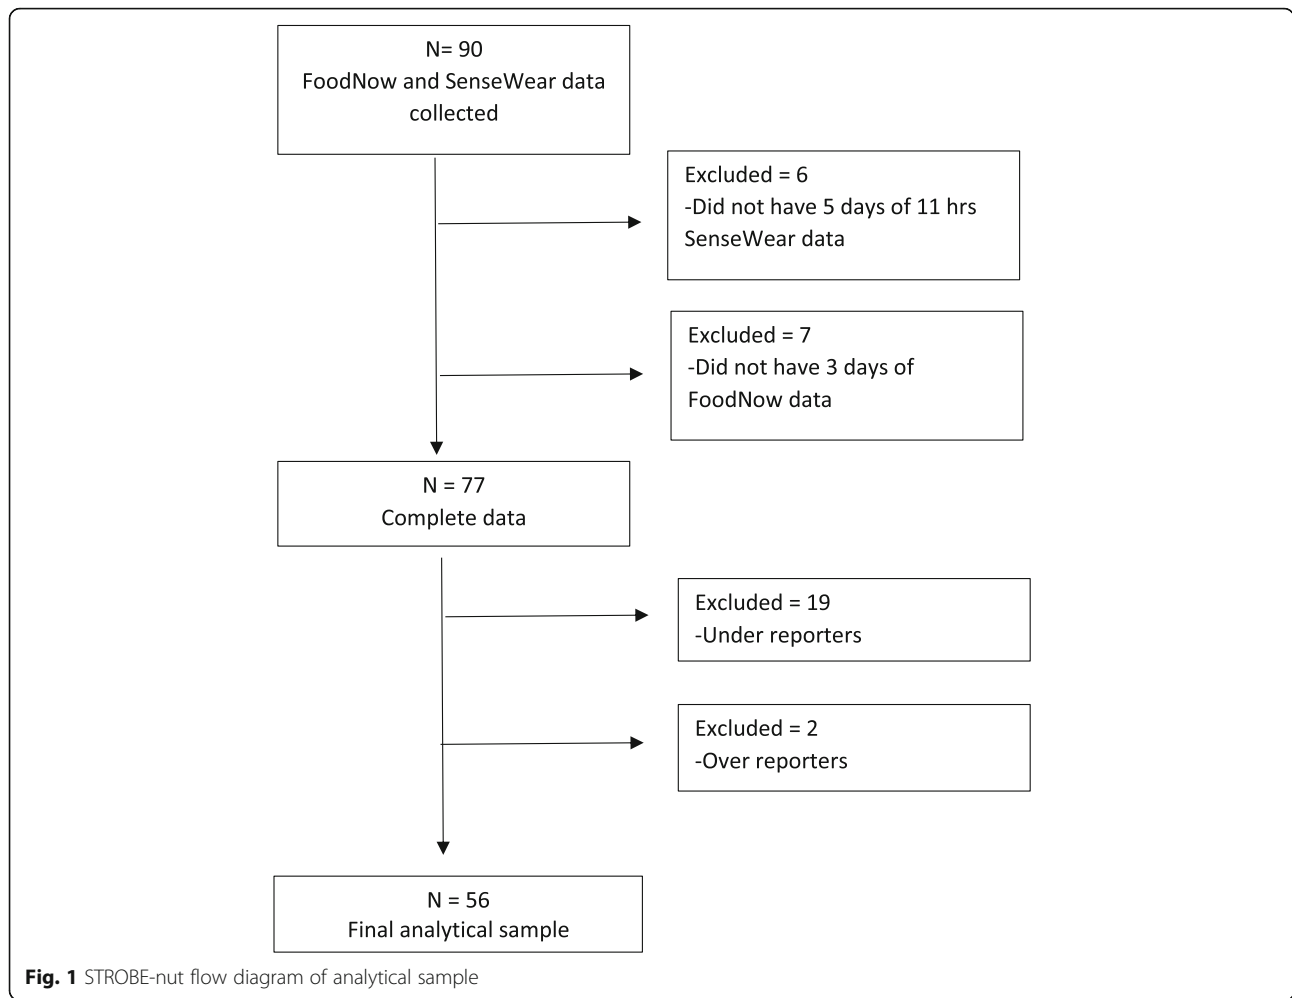 N= 90
FoodNow and SenseWear data
collected
Excluded = 6
-Did not have 5 days of 11 hrs
SenseWear data
Excluded = 7
-Did not have 3 days of
FoodNow data
N = 77
Complete data
Excluded = 19
-Under reporters
Excluded = 2
-Over reporters
N = 56
Final analytical sample
Fig. 1 STROBE-nut flow diagram of analytical sample